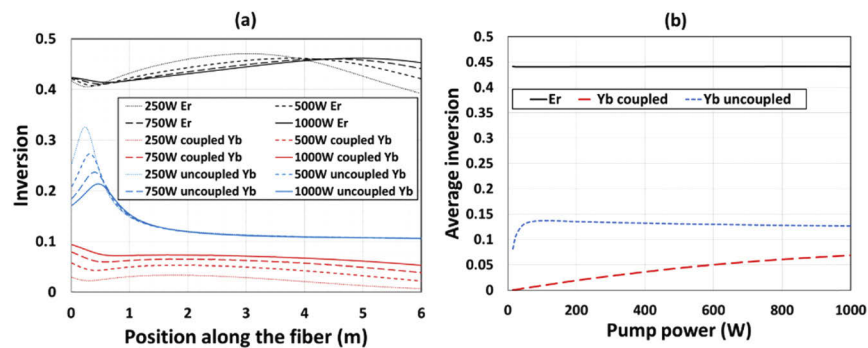 (a)
Inversion
0.5
0.4
0.3
0.2
0.1
0
250W Er
500W Er
750W Er
1000W Er
250W coupled Yb
500W coupled Yb
750W coupled Yb
1000W coupled Yb
250W uncoupled Yb
500W uncoupled Yb
750W uncoupled Yb
1000W uncoupled Yb
0 1 2 3 4 5 6
Position along the fiber (m)
(b)
Average inversion
0.5
0.45
0.4
0.35
0.3
0.25
0.2
0.15
0.1
0.05
0
Er Yb coupled Yb uncoupled
0 200 400 600 800 1000
Pump power (W)